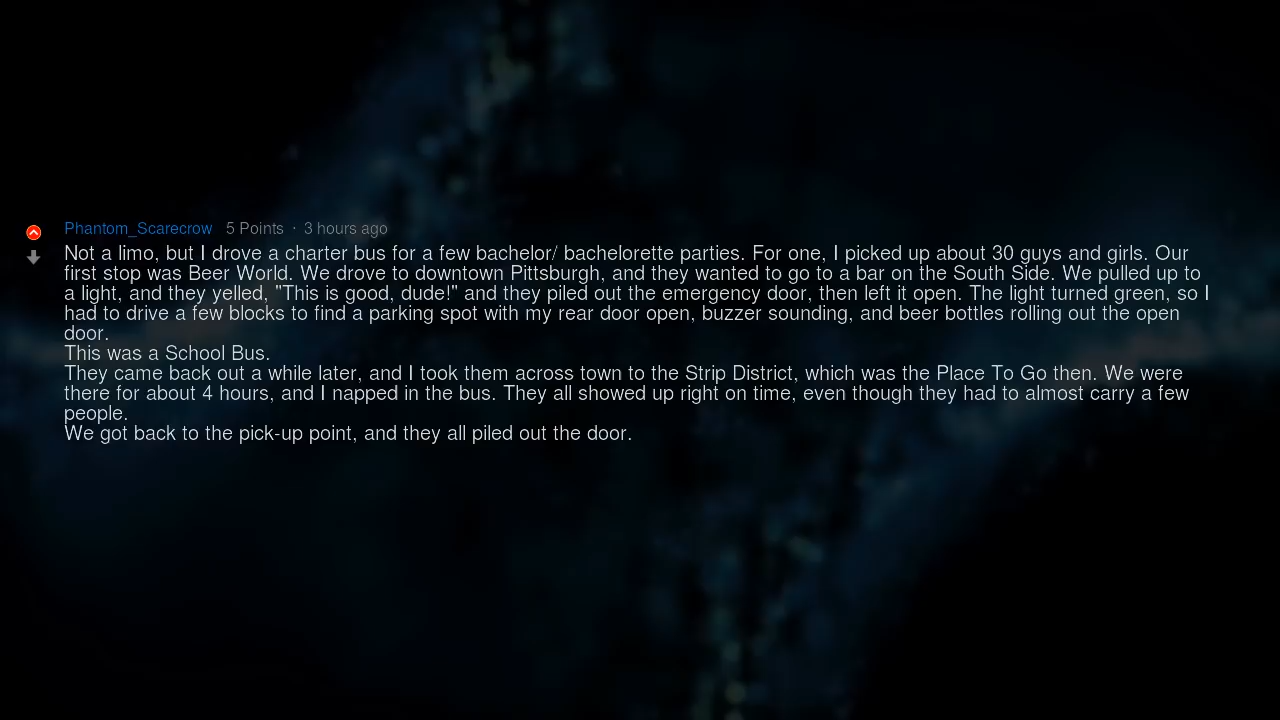 Phantom_Scarecrow 5 Points · 3 hours ago
Not a limo, but I drove a charter bus for a few bachelor/ bachelorette parties. For one, I picked up about 30 guys and girls. Our
first stop was Beer World. We drove to downtown Pittsburgh, and they wanted to go to a bar on the South Side. We pulled up to
a light, and they yelled, "This is good, dude!" and they piled out the emergency door, then left it open. The light turned green, so I
had to drive a few blocks to find a parking spot with my rear door open, buzzer sounding, and beer bottles rolling out the open
door.
This was a School Bus.
They came back out a while later, and I took them across town to the Strip District, which was the Place To Go then. We were
there for about 4 hours, and I napped in the bus. They all showed up right on time, even though they had to almost carry a few
people.
We got back to the pick-up point, and they all piled out the door.